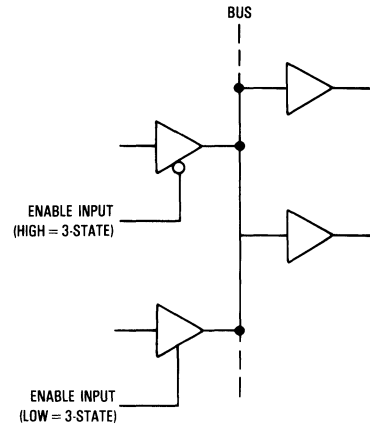 BUS
ENABLE INPUT
(HIGH = 3-STATE)
ENABLE INPUT
(LOW = 3-STATE)